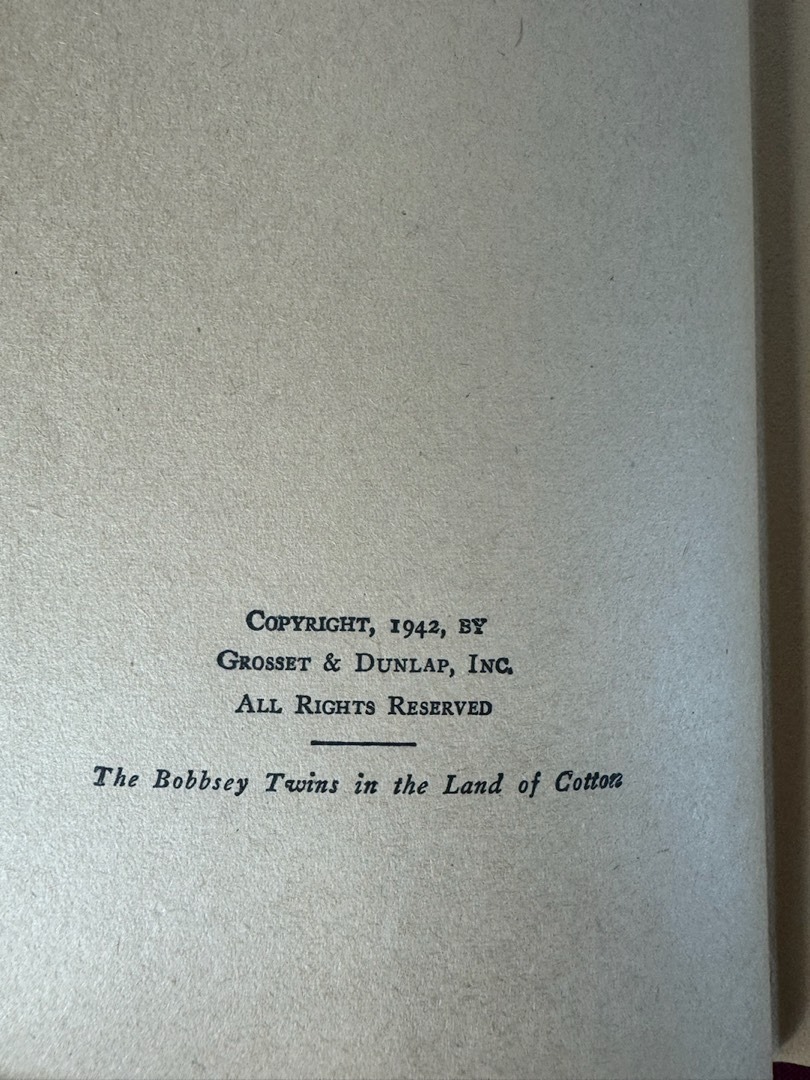 COPYRIGHT, 1942, BY
GROSSET & DUNLAP, INC.
ALL RIGHTS RESERVED
The Bobbsey Twins in the Land of Cotton